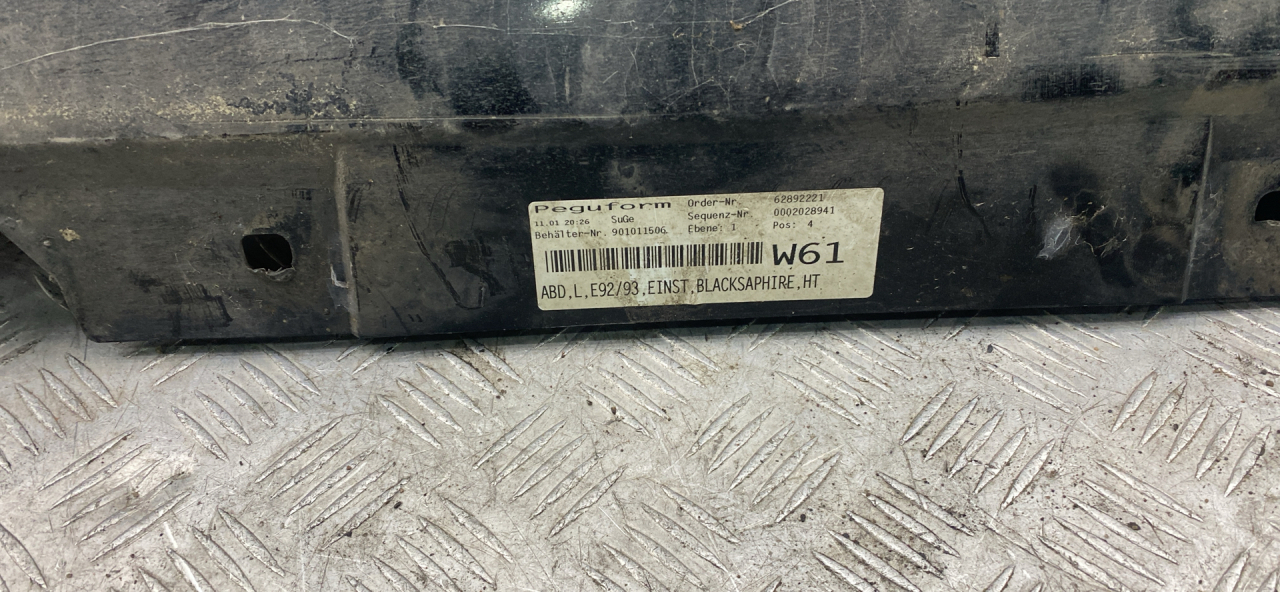 Peguform Order-Nr. 62892221
11.01 20:26 SuGe Sequenz-Nr. 0002028941
Behälter-Nr. 901011506 Ebene: 1 Pos: 4
W61
ABD,L,E92/93,EINST,BLACKSAPHIRE,HT